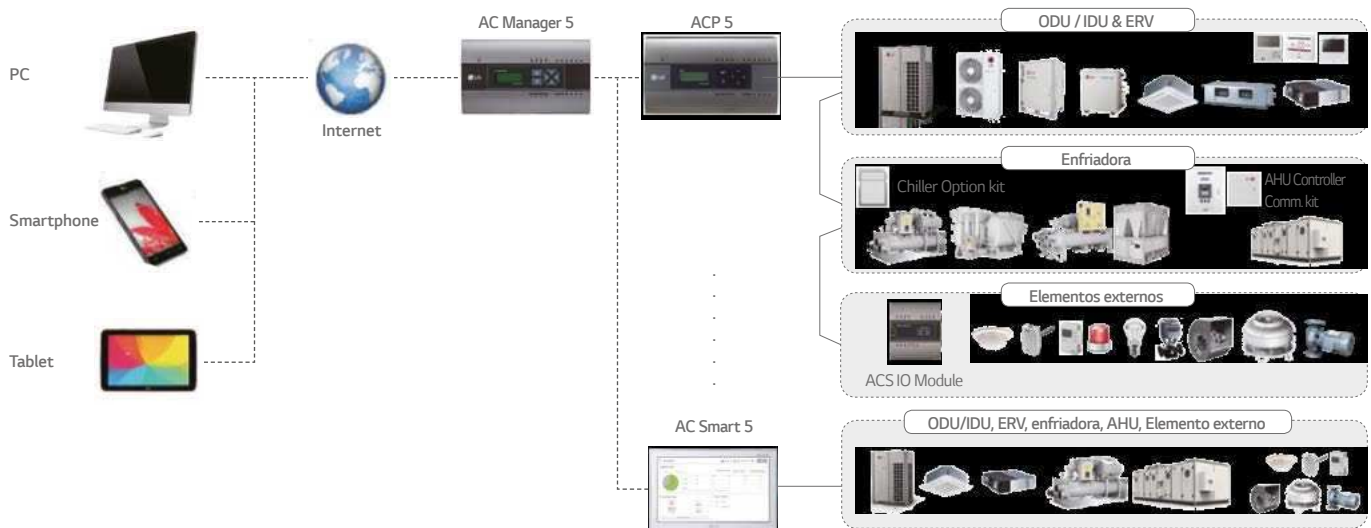 AC Manager 5
ACP 5
ODU / IDU & ERV
PC
LG
Internet
Enfriadora
Chiller Option kit
AHU Controller
Comm. kit
Smartphone
Elementos externos
Tablet
ACS IO Module
AC Smart 5
ODU/IDU, ERV, enfriadora, AHU, Elemento externo